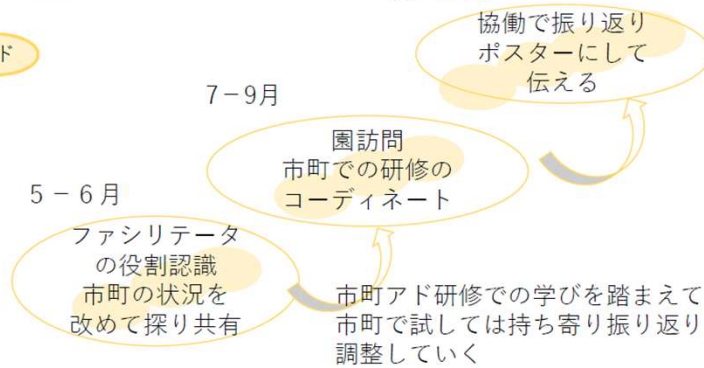 協働で振り返り
ポスターにして
伝える
ド
7－9月
園訪問
市町での研修の
コーディネート
5－6月
ファシリテータ
の役割認識
市町の状況を
改めて探り共有
市町アド研修での学びを踏まえて
市町で試しては持ち寄り振り返り
調整していく